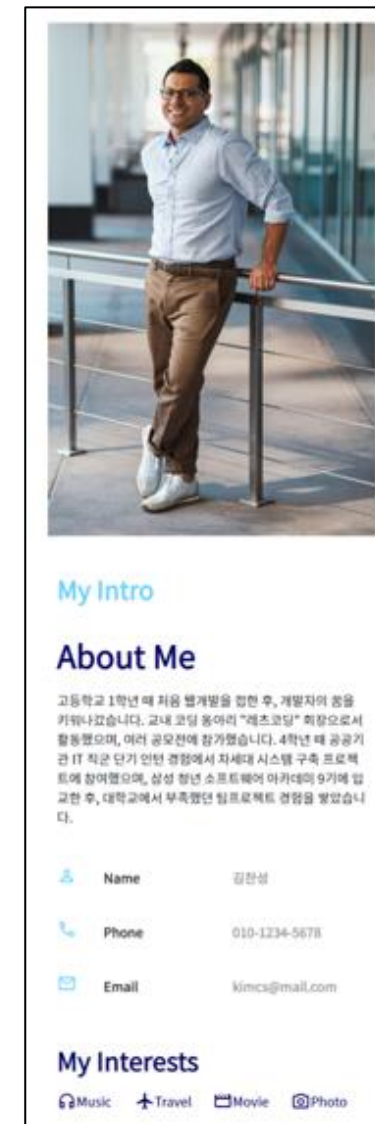 My Intro
About Me
고등학교 1학년 때 처음 웹개발을 접한 후, 개발자의 꿈을
키워나갔습니다. 교내 코딩 동아리 "레츠코딩" 회장으로서
활동했으며, 여러 공모전에 참가했습니다. 4학년 때 공공기
관 IT 직군 단기 인턴 경험에서 차세대 시스템 구축 프로젝
트에 참여했으며, 삼성 청년 소프트웨어 아카데미 9기에 입
교한 후, 대학교에서 부족했던 팀프로젝트 경험을 쌓았습니
다.
Name 김찬성
Phone 010-1234-5678
Email kimcs@mail.com
My Interests
Music Travel Movie Photo